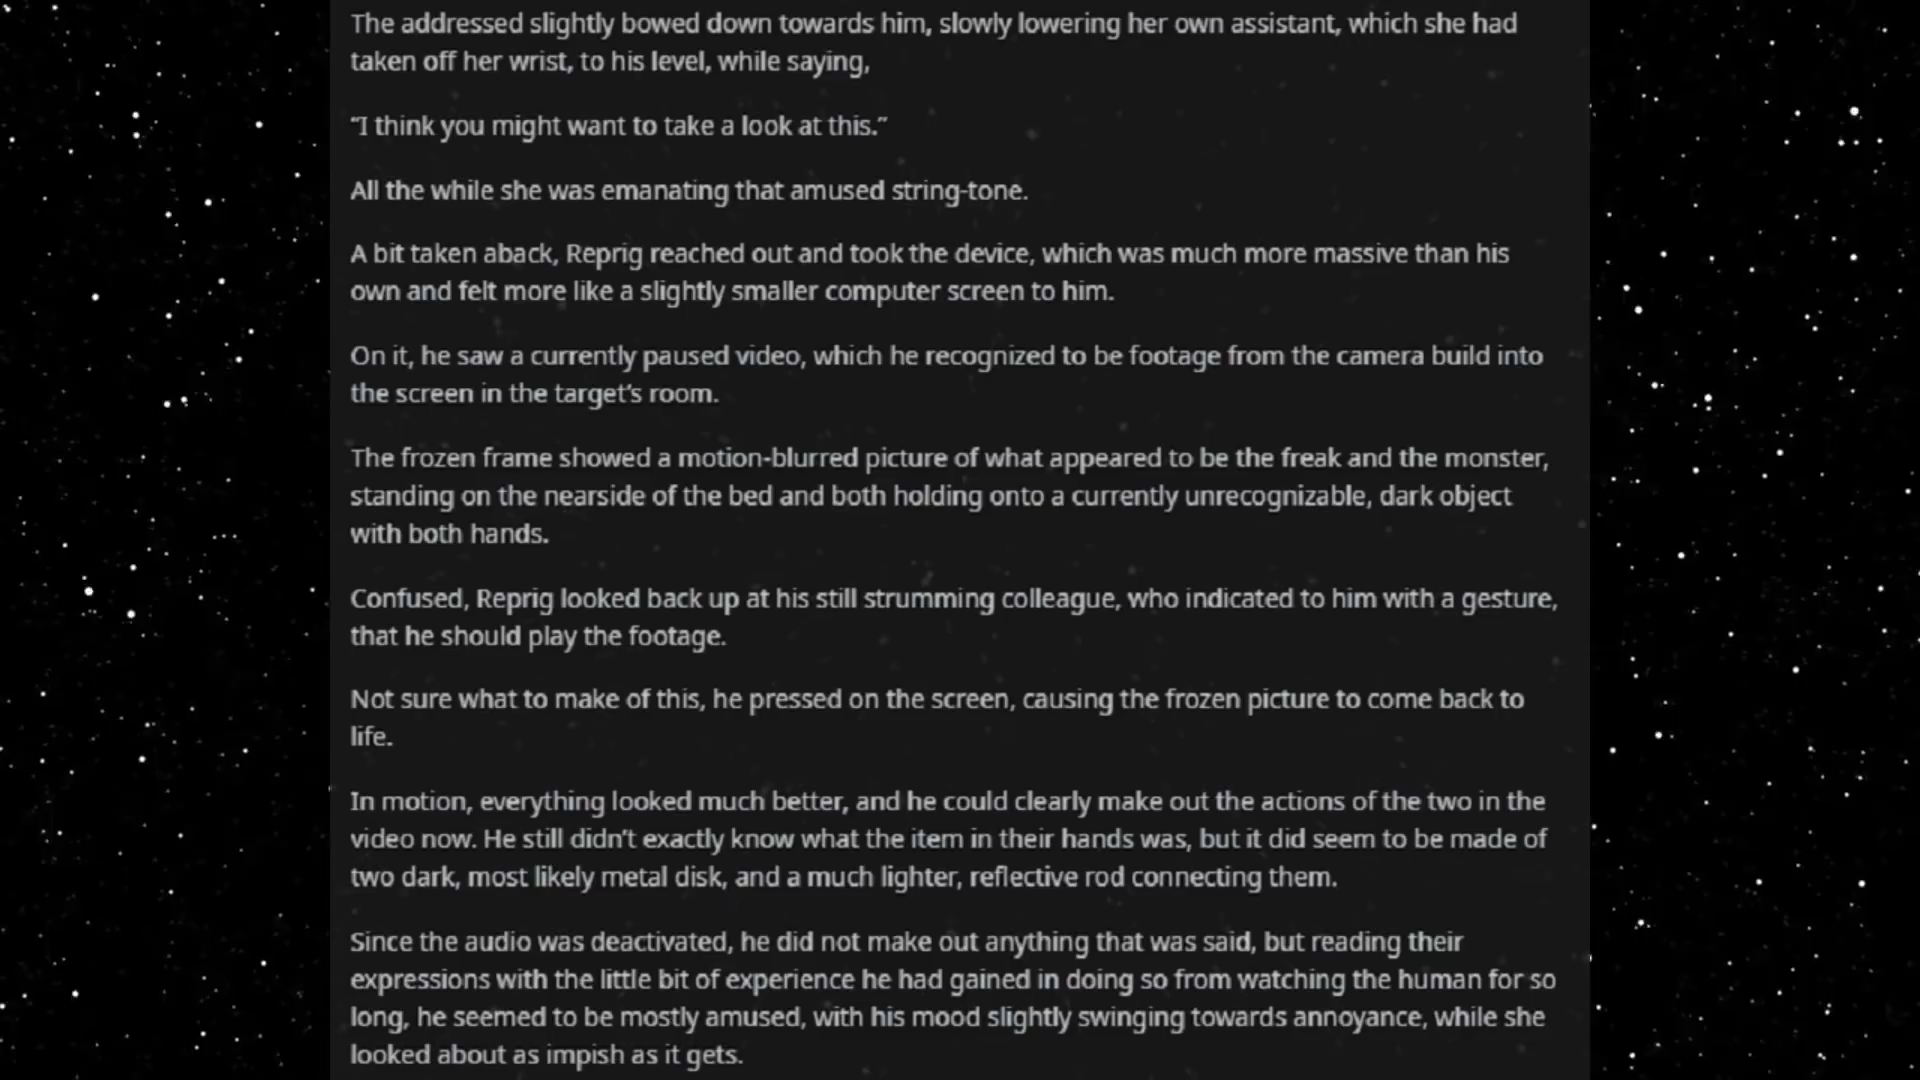 The addressed slightly bowed down towards him, slowly lowering her own assistant, which she had
taken off her wrist, to his level, while saying,
“I think you might want to take a look at this.”
All the while she was emanating that amused string-tone.
A bit taken aback, Reprig reached out and took the device, which was much more massive than his
own and felt more like a slightly smaller computer screen to him.
On it, he saw a currently paused video, which he recognized to be footage from the camera build into
the screen in the target’s room.
The frozen frame showed a motion-blurred picture of what appeared to be the freak and the monster,
standing on the nearside of the bed and both holding onto a currently unrecognizable, dark object
with both hands.
Confused, Reprig looked back up at his still strumming colleague, who indicated to him with a gesture,
that he should play the footage.
Not sure what to make of this, he pressed on the screen, causing the frozen picture to come back to
life.
In motion, everything looked much better, and he could clearly make out the actions of the two in the
video now. He still didn’t exactly know what the item in their hands was, but it did seem to be made of
two dark, most likely metal disk, and a much lighter, reflective rod connecting them.
Since the audio was deactivated, he did not make out anything that was said, but reading their
expressions with the little bit of experience he had gained in doing so from watching the human for so
long, he seemed to be mostly amused, with his mood slightly swinging towards annoyance, while she
looked about as impish as it gets.